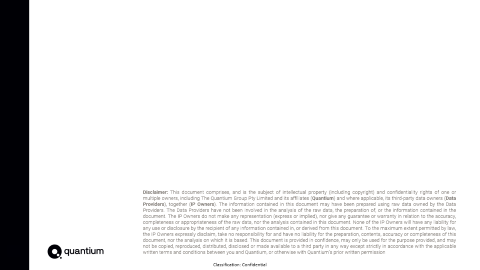 Disclaimer: This document comprises, and is the subject of intellectual property (including copyright) and confidentiality rights of one or
multiple owners, including The Quantium Group Pty Limited and its affiliates (Quantium) and where applicable, its third-party data owners (Data
Providers), together (IP Owners). The information contained in this document may have been prepared using raw data owned by the Data
Providers. The Data Providers have not been involved in the analysis of the raw data, the preparation of, or the information contained in the
document. The IP Owners do not make any representation (express or implied), nor give any guarantee or warranty in relation to the accuracy,
completeness or appropriateness of the raw data, nor the analysis contained in this document. None of the IP Owners will have any liability for
any use or disclosure by the recipient of any information contained in, or derived from this document. To the maximum extent permitted by law,
the IP Owners expressly disclaim, take no responsibility for and have no liability for the preparation, contents, accuracy or completeness of this
document, nor the analysis on which it is based. This document is provided in confidence, may only be used for the purpose provided, and may
not be copied, reproduced, distributed, disclosed or made available to a third party in any way except strictly in accordance with the applicable
written terms and conditions between you and Quantium, or otherwise with Quantium's prior written permission
quantium
Classification: Confidential